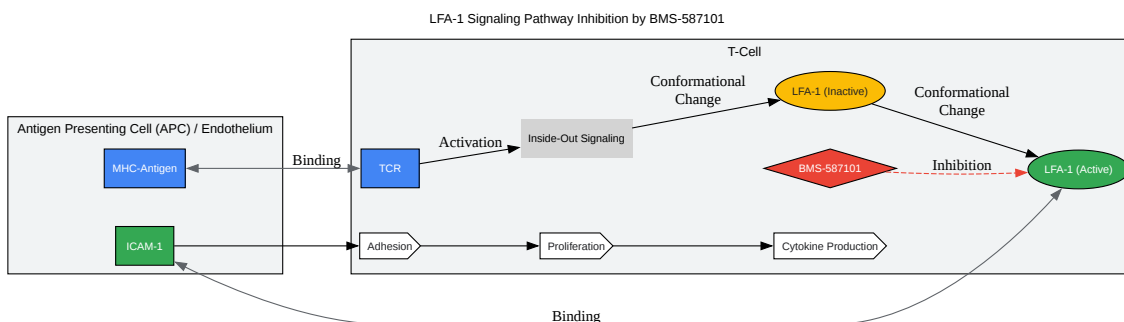 LFA-1 Signaling Pathway Inhibition by BMS-587101
T-Cell
Conformational
Change
LFA-1 (Inactive)
Conformational
Change
Antigen Presenting Cell (APC) / Endothelium
Activation
Inside-Out Signaling
MHC-Antigen
Binding
TCR
BMS-587101
Inhibition
LFA-1 (Active)
ICAM-1
Adhesion
Proliferation
Cytokine Production
Binding